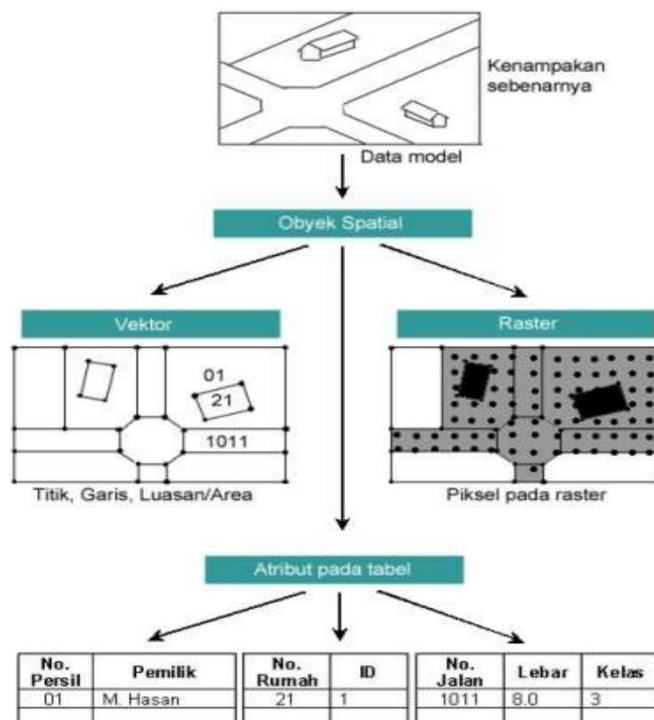 Kenampakan
sebenarnya
Data model
Obyek Spatial
Vektor
Raster
01
21
1011
Titik, Garis, Luasan/Area
Piksel pada raster
Atribut pada tabel
No. Persil Pemilik
01 M. Hasan
No. Rumah ID
21 1
No. Jalan Lebar Kelas
1011 8.0 3